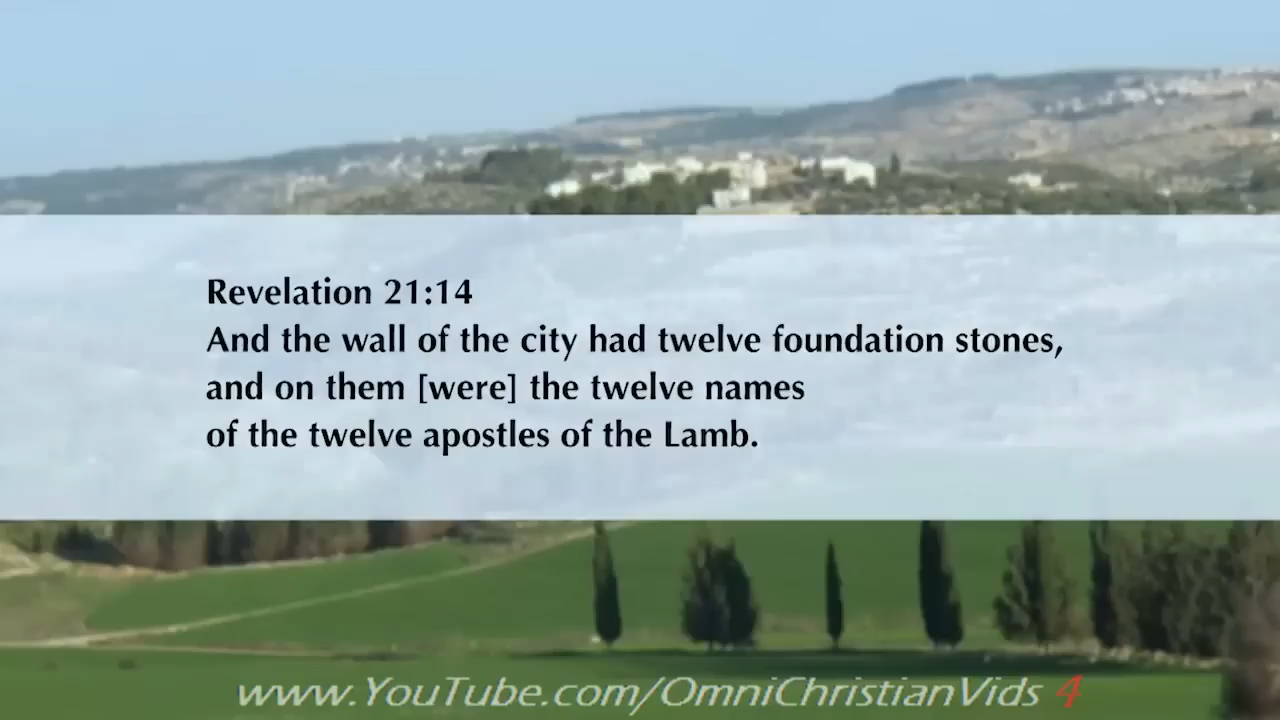 Revelation 21:14
And the wall of the city had twelve foundation stones,
and on them [were] the twelve names
of the twelve apostles of the Lamb.
www.YouTube.com/OmniChristianVids 4